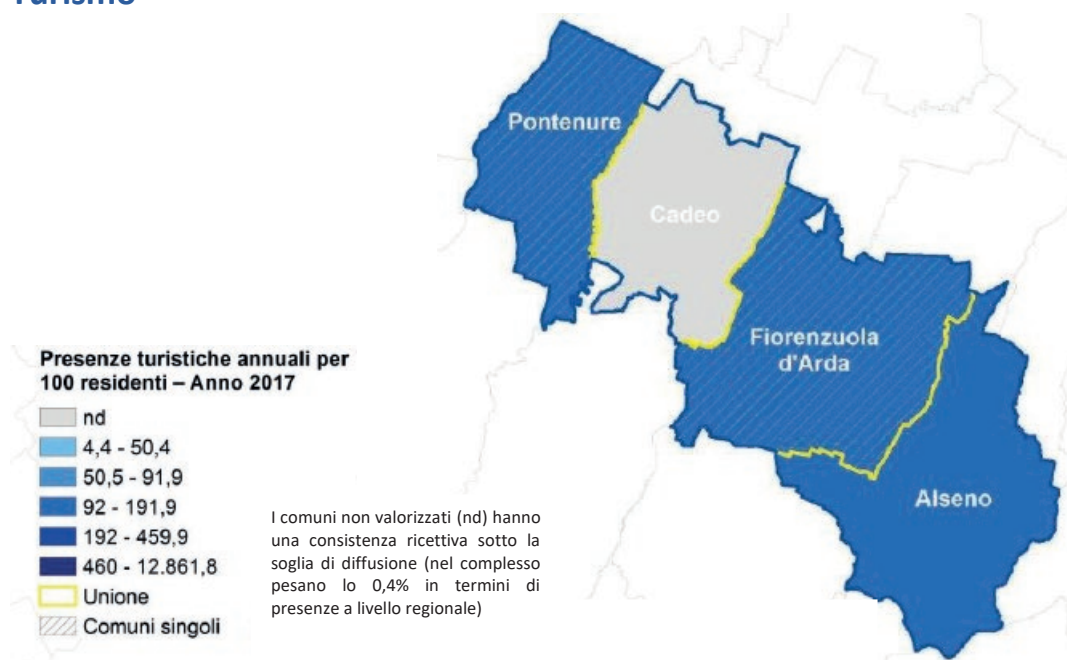 Turismo
Pontenure
Cadeo
Fiorenzuola
d'Arda
Alseno
Presenze turistiche annuali per
100 residenti – Anno 2017
nd
4,4 - 50,4
50,5 - 91,9
92 - 191,9
192 - 459,9
460 - 12.861,8
Unione
Comuni singoli
I comuni non valorizzati (nd) hanno
una consistenza ricettiva sotto la
soglia di diffusione (nel complesso
pesano lo 0,4% in termini di
presenze a livello regionale)